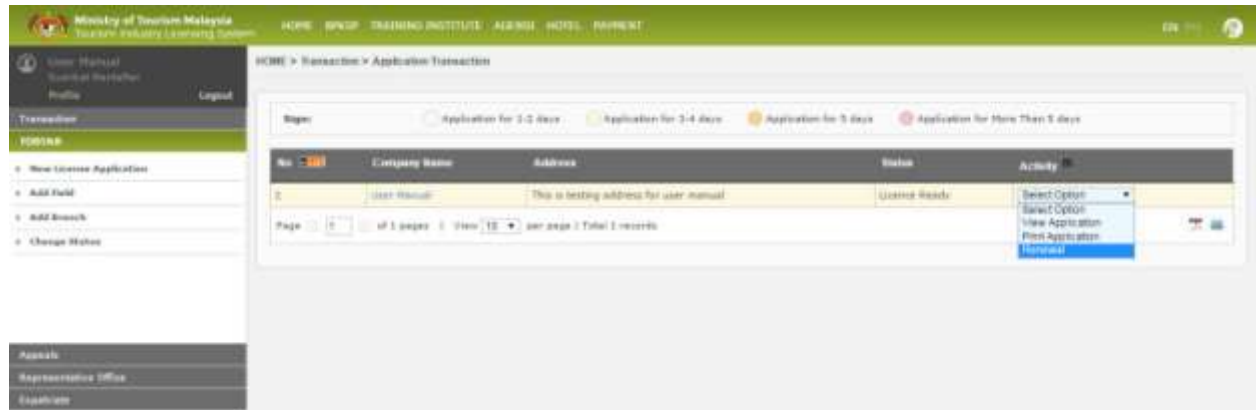 Ministry of Tourism Malaysia
Tourism Industry Licensing System
HOME BPKSP TRAINING INSTITUTE AGENSI HOTEL PAYMENT
EN
User Manual
Profile
Logout
HOME > Transaction > Application Transaction
Transaction
New License Application
Add Field
Add Branch
Change Status
Appeals
Representative Office
Expatriate
Sign:
Application for 1-2 days
Application for 3-4 days
Application for 5 days
Application for More Than 5 days
No
Company Name
Address
Status
Activity
User Manual
This is testing address for user manual
License Ready
Select Option
Select Option
View Application
Print Application
Renewal
Page 1 of 1 pages | View 10 per page | Total 1 records